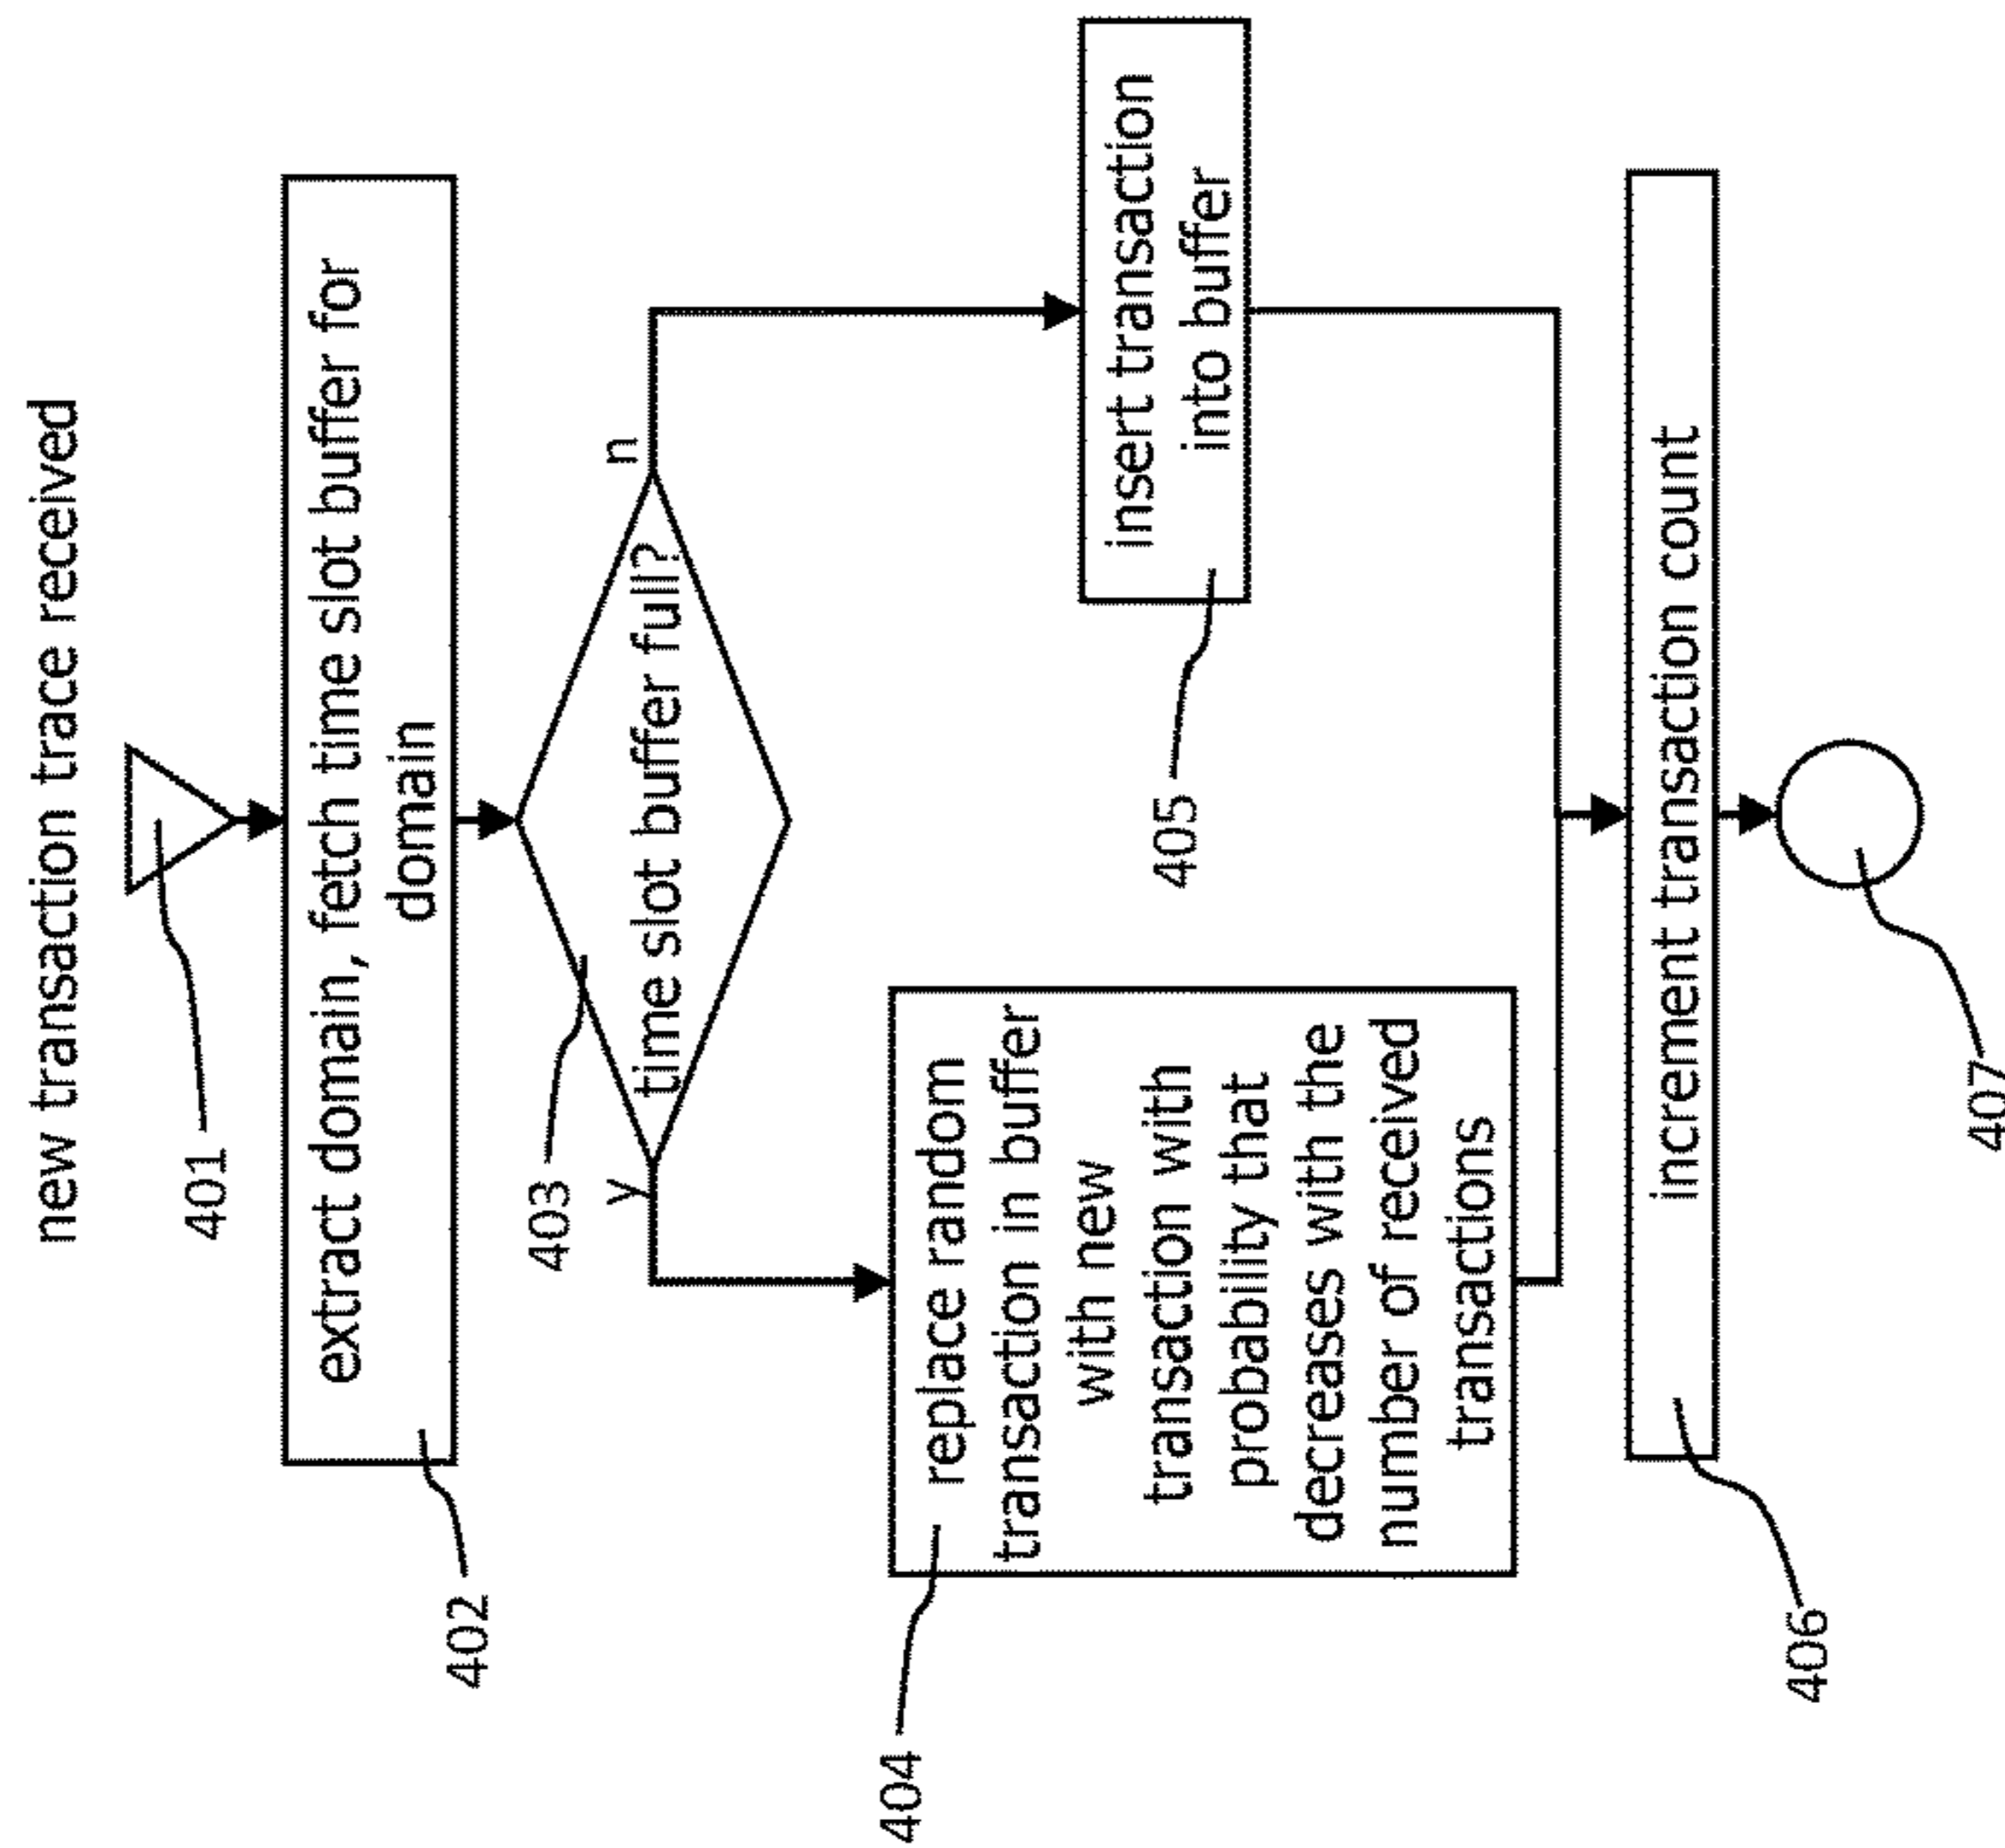 new transaction trace received
401
extract domain, fetch time slot buffer for
domain
402
403
time slot buffer full?
y
n
404
replace random
transaction in buffer
with new
transaction with
probability that
decreases with the
number of received
transactions
405
insert transaction
into buffer
increment transaction count
406
407